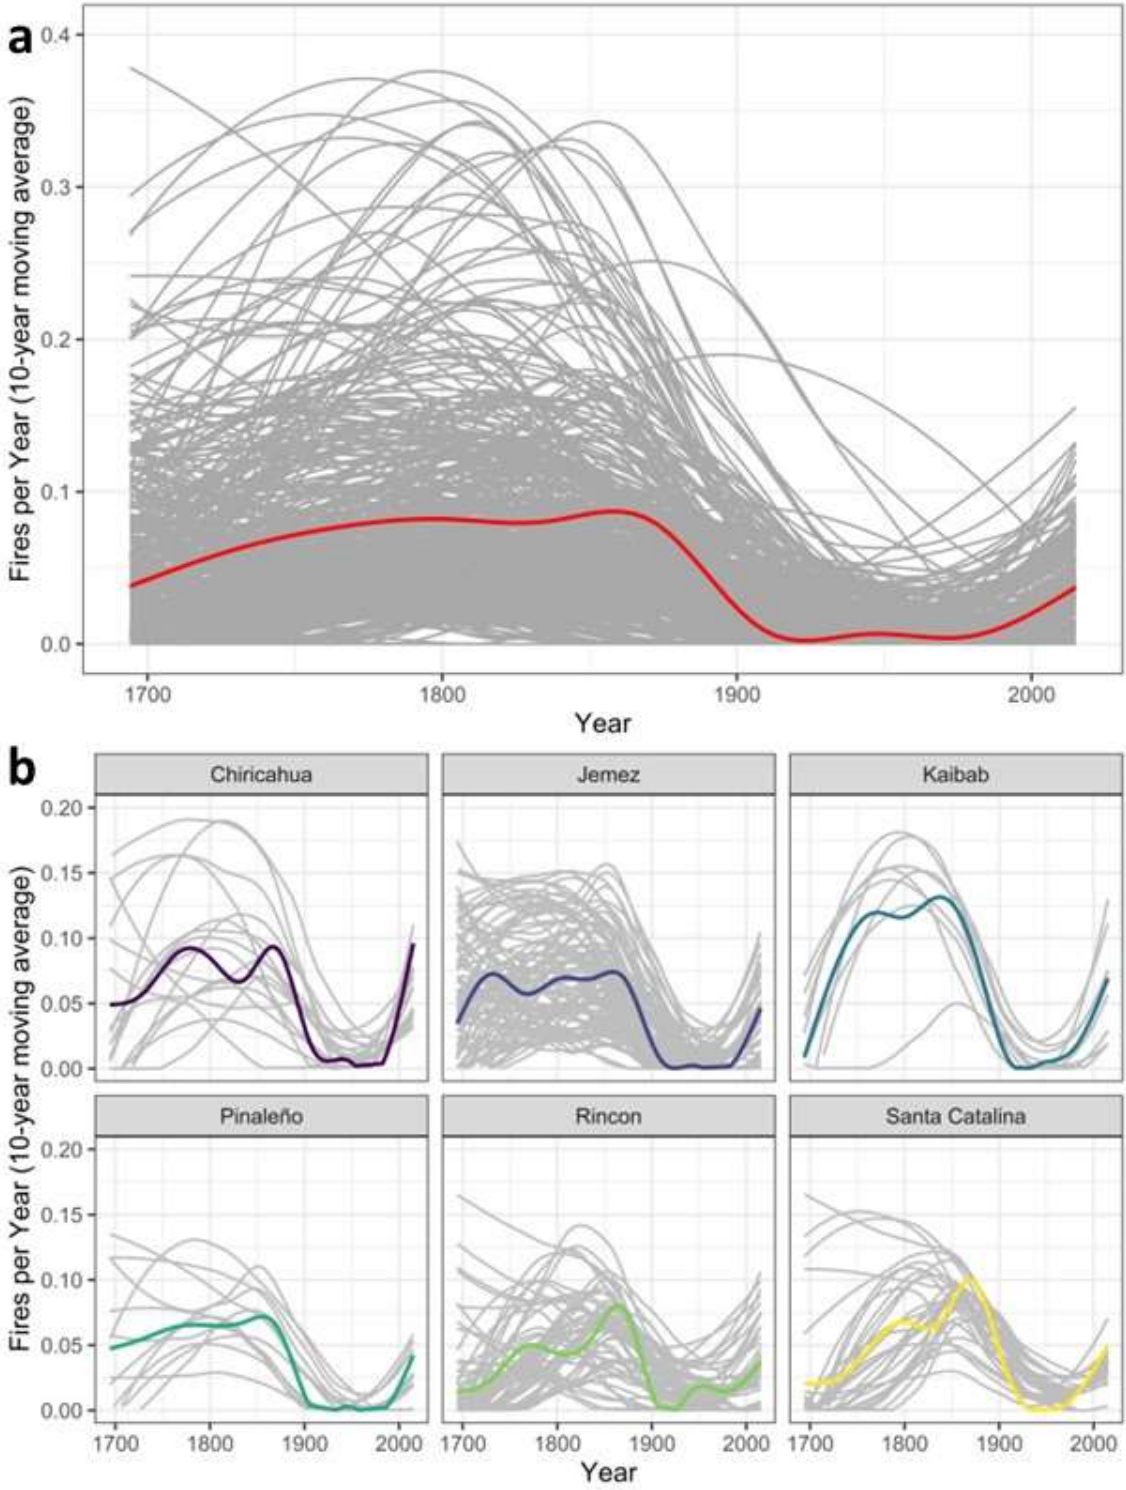 a
Fires per Year (10-year moving average)
0.4
0.3
0.2
0.1
0.0
1700 1800 1900 2000
Year
b
Fires per Year (10-year moving average)
Chiricahua Jemez Kaibab
0.20
0.15
0.10
0.05
0.00
Pinaleño Rincon Santa Catalina
0.20
0.15
0.10
0.05
0.00
1700 1800 1900 2000 1700 1800 1900 2000 1700 1800 1900 2000
Year